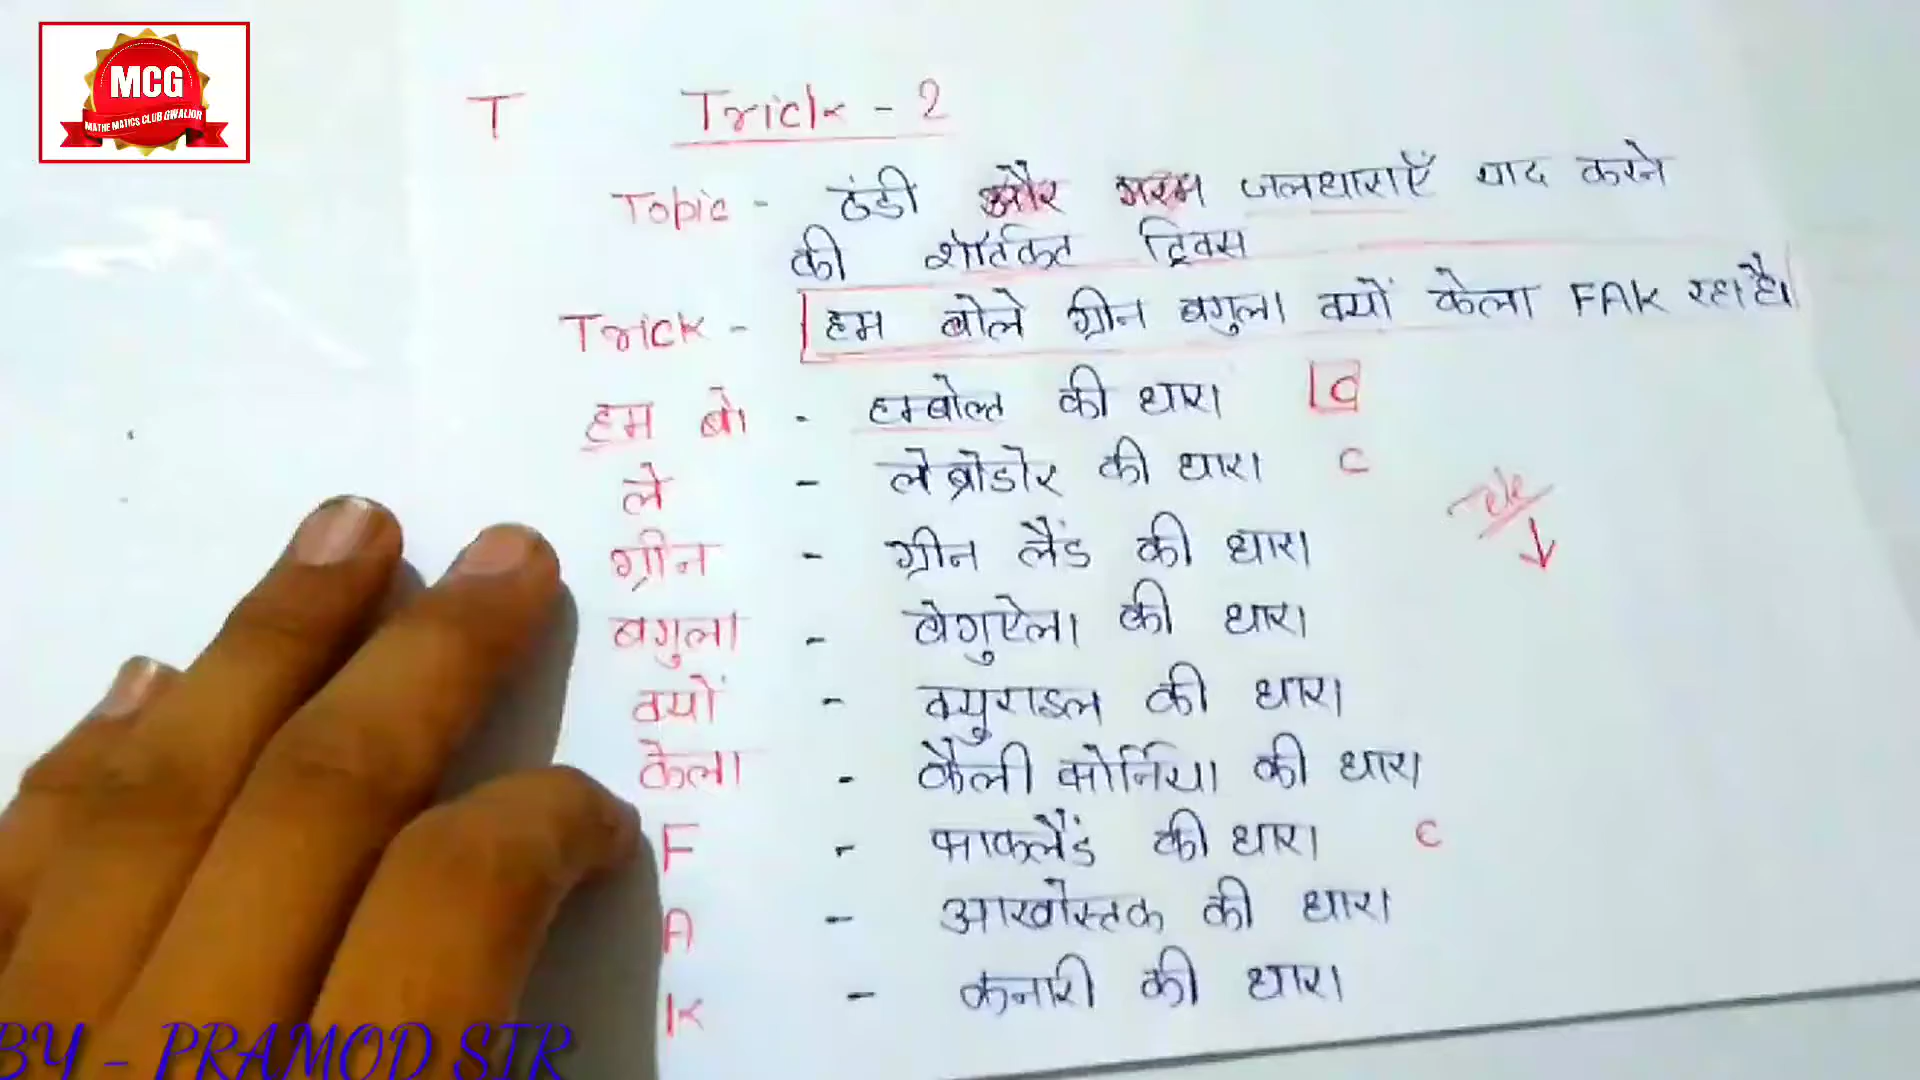 MCG
MATHEMATICS CLUB GWALIOR
T Trick - 2
Topic - ठंडी और गरम जलधाराएँ याद करने
की शॉर्टकट ट्रिक्स
Trick - हम बोले ग्रीन बगुला क्यों केला FAK रहा है।
हम बो - हम्बोल्ट की धारा C
ले - लेब्रोडोर की धारा C
ग्रीन - ग्रीन लैंड की धारा
बगुला - बेगुऐला की धारा
क्यों - क्युराइल की धारा
केला - कैली फोर्निया की धारा
F - फाकलैंड की धारा C
A - आखोस्तक की धारा
K - कनारी की धारा
BY - PRAMOD SIR